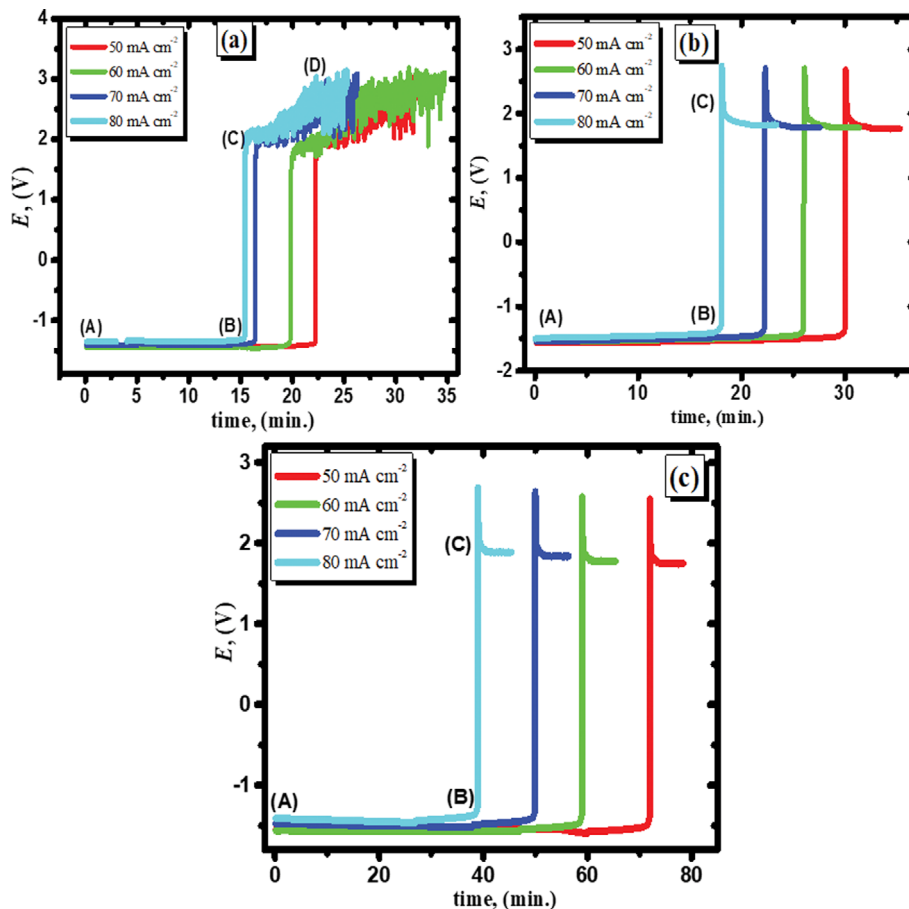 (a)
50 mA cm⁻²
60 mA cm⁻²
70 mA cm⁻²
80 mA cm⁻²
4
3
2
1
0
-1
E, (V)
(A)
(B)
(C)
(D)
0 5 10 15 20 25 30 35
time, (min.)
(b)
50 mA cm⁻²
60 mA cm⁻²
70 mA cm⁻²
80 mA cm⁻²
3
2
1
0
-1
-2
E, (V)
(A)
(B)
(C)
0 10 20 30
time, (min.)
(c)
50 mA cm⁻²
60 mA cm⁻²
70 mA cm⁻²
80 mA cm⁻²
3
2
1
0
-1
E, (V)
(A)
(B)
(C)
0 20 40 60 80
time, (min.)